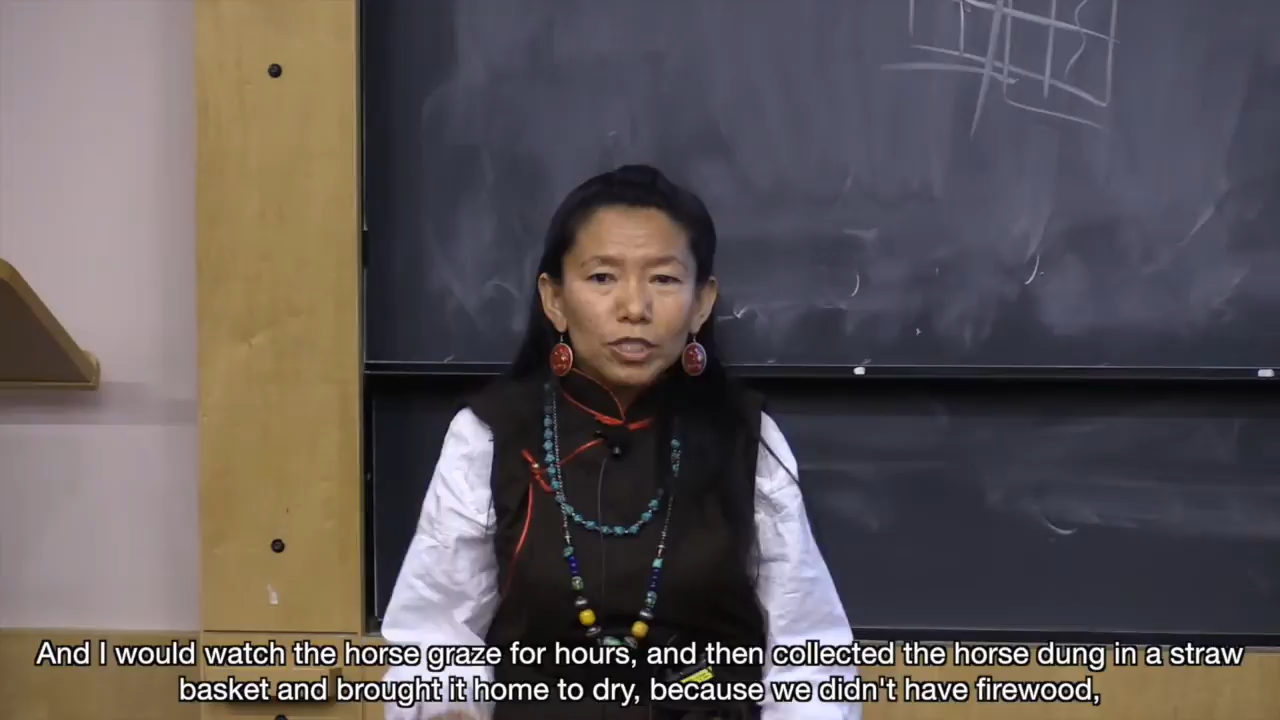 And I would watch the horse graze for hours, and then collected the horse dung in a straw
basket and brought it home to dry, because we didn't have firewood,